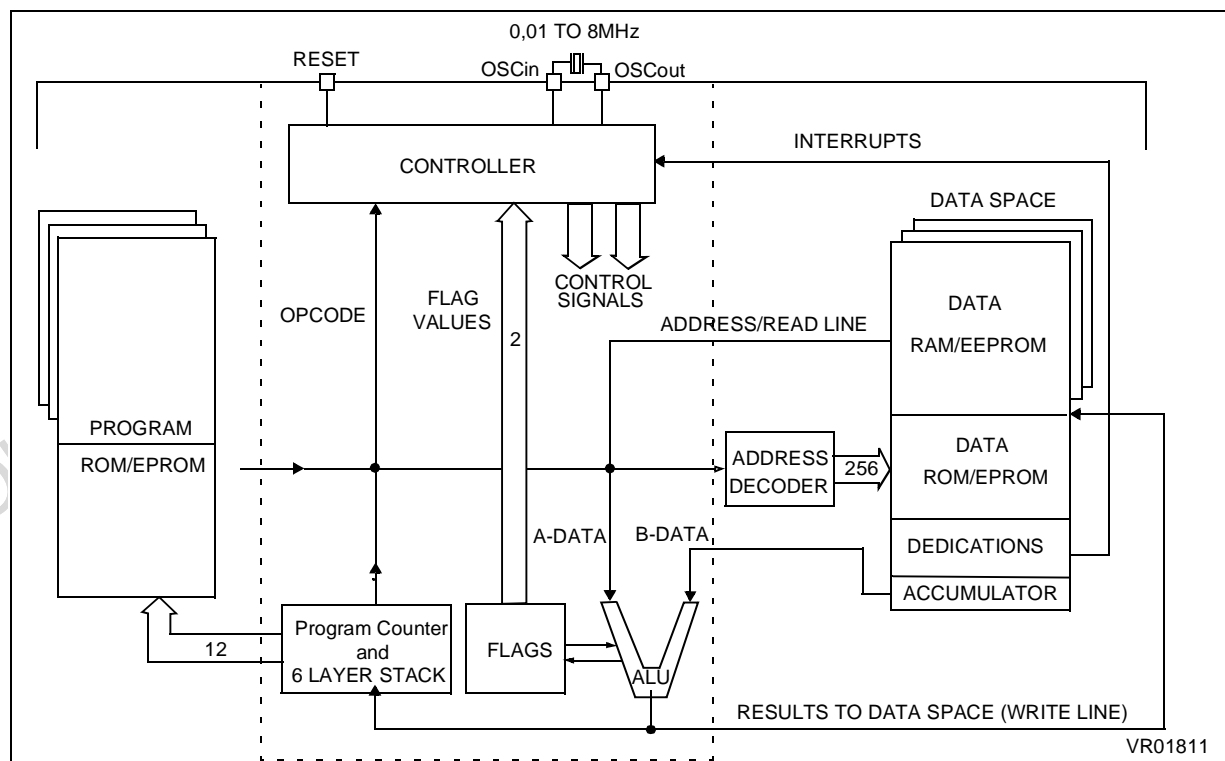 0,01 TO 8MHz
RESET
OSCin
OSCout
INTERRUPTS
CONTROLLER
DATA SPACE
CONTROL
SIGNALS
FLAG
VALUES
OPCODE
2
ADDRESS/READ LINE
DATA
RAM/EEPROM
PROGRAM
ROM/EPROM
ADDRESS
DECODER
256
DATA
ROM/EPROM
A-DATA
B-DATA
DEDICATIONS
ACCUMULATOR
12
Program Counter
and
6 LAYER STACK
FLAGS
ALU
RESULTS TO DATA SPACE (WRITE LINE)
VR01811